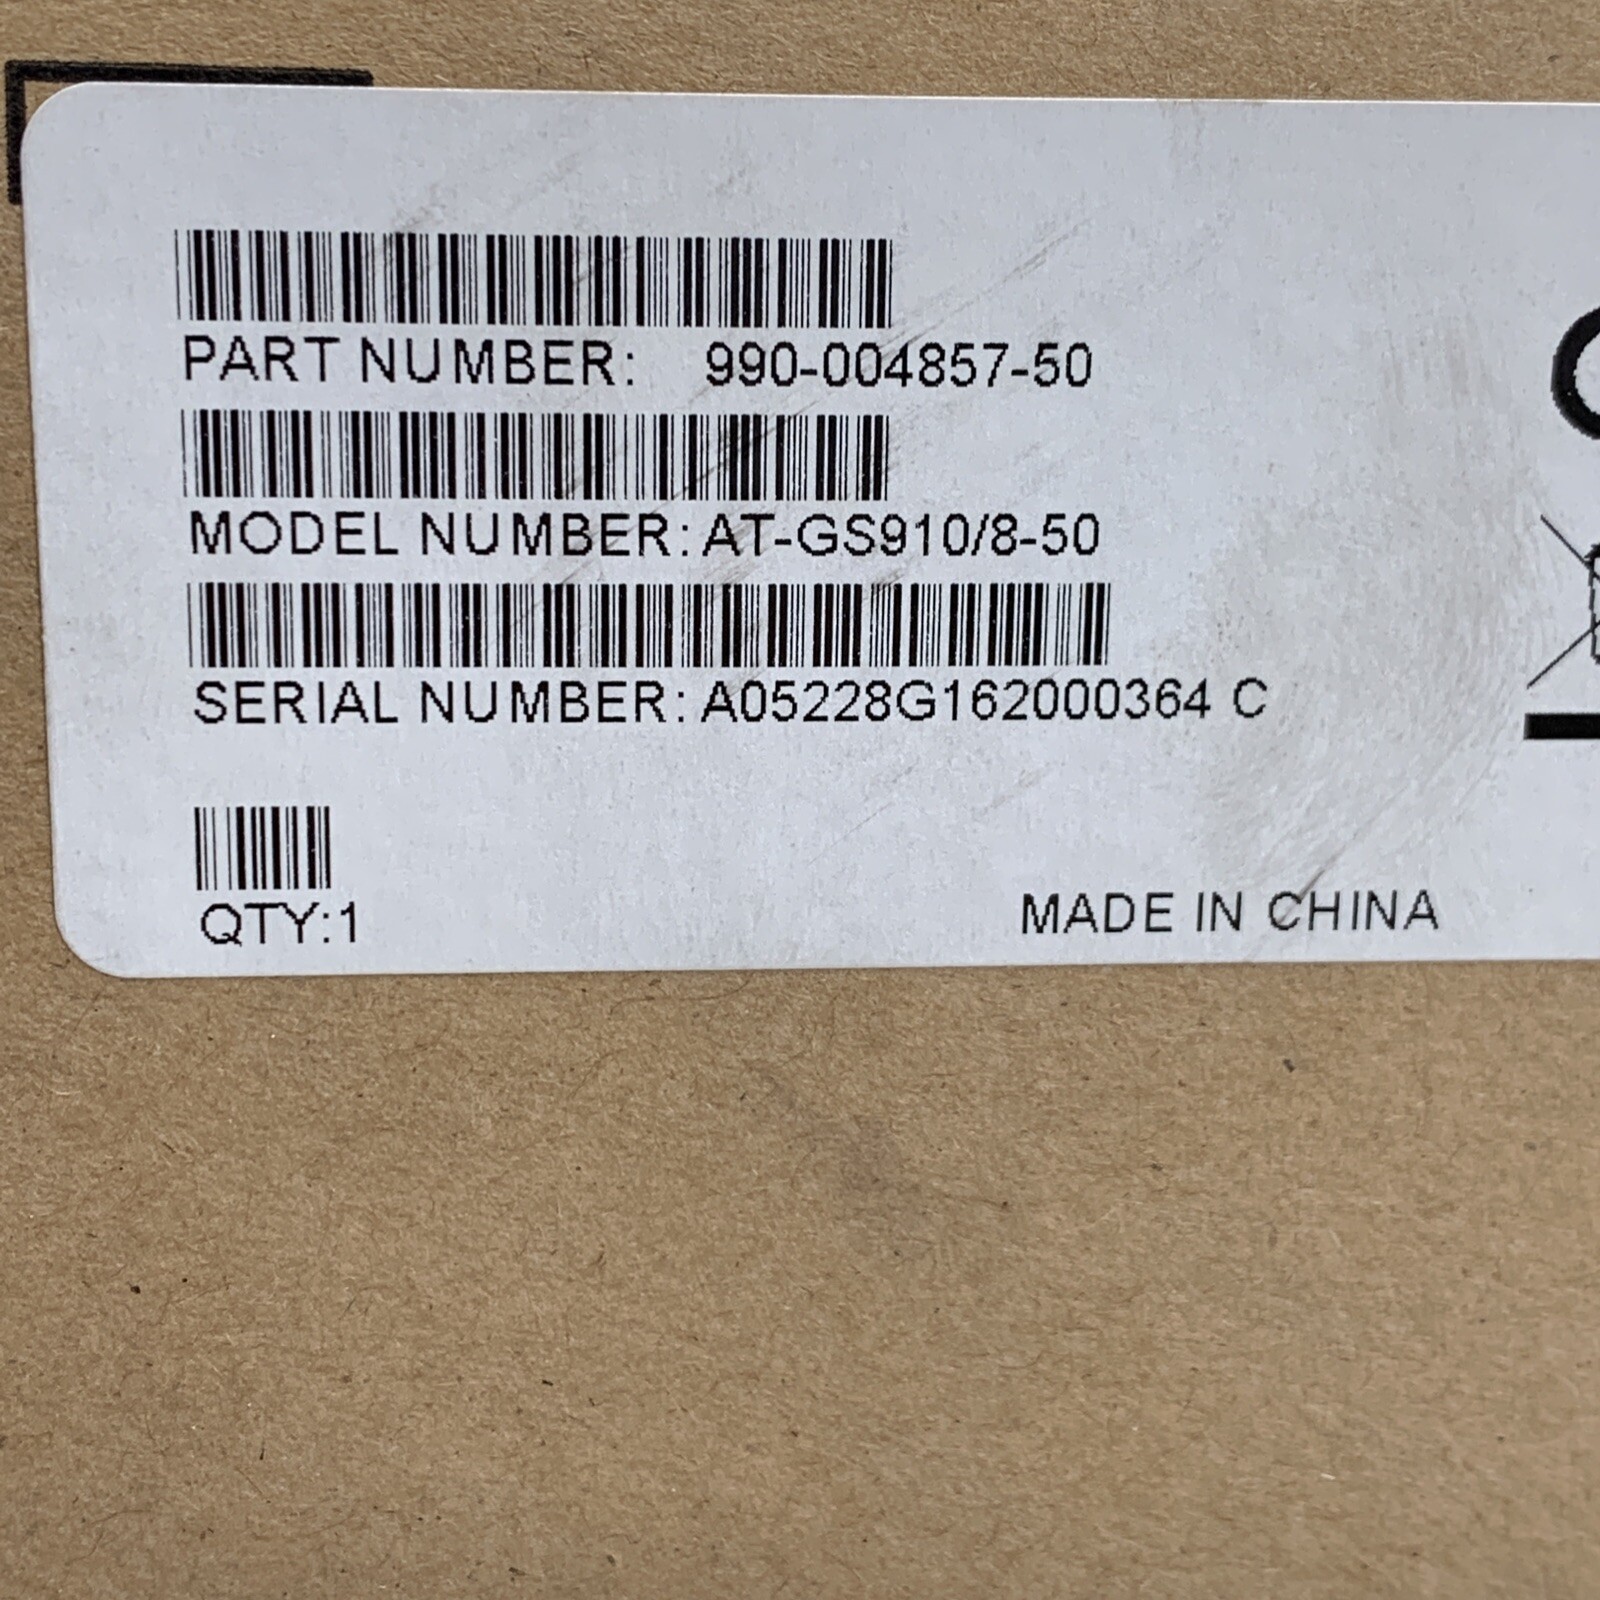 PART NUMBER: 990-004857-50
MODEL NUMBER: AT-GS910/8-50
SERIAL NUMBER: A05228G162000364 C
QTY:1
MADE IN CHINA